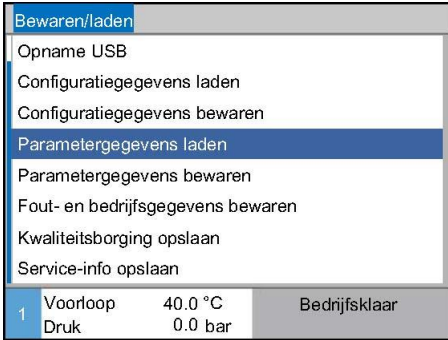 Bewaren/laden
Opname USB
Configuratiegegevens laden
Configuratiegegevens bewaren
Parametergegevens laden
Parametergegevens bewaren
Fout- en bedrijfsgegevens bewaren
Kwaliteitsborging opslaan
Service-info opslaan
1 Voorloop 40.0 °C Bedrijfsklaar
Druk 0.0 bar